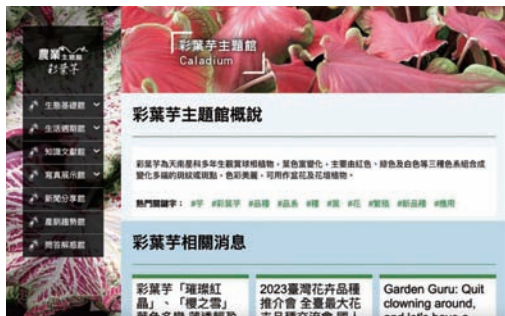 彩葉芋主題館
Caladium
農業主題館
彩葉芋
生態基礎館
生活週期館
知識文獻館
寫真展示館
新聞分享館
產銷趨勢館
問答解惑館
彩葉芋主題館概說
彩葉芋為天南星科多年生觀賞球根植物，葉色富變化，主要由紅色、綠色及白色等三種色系組合成
變化多端的斑紋或斑點，色彩美麗，可用作盆花及花壇植物。
熱門關鍵字： #芋 #彩葉芋 #品種 #品系 #種 #葉 #花 #繁殖 #新品種 #應用
彩葉芋相關消息
彩葉芋「璀璨紅
晶」、「櫻之雪」
2023臺灣花卉品種
推介會 全臺最大花
Garden Guru: Quit
clowning around,